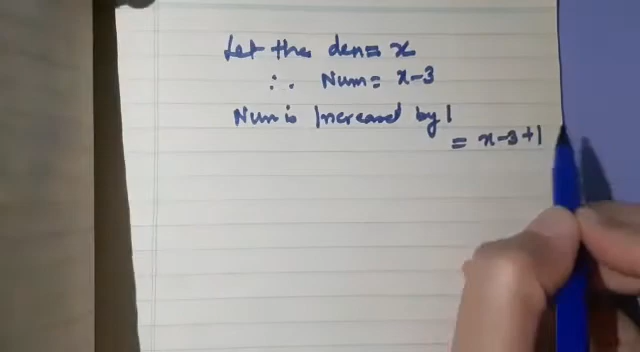 Let the den= x
∴ Num= x-3
Num is Increased by 1
= x-3+1